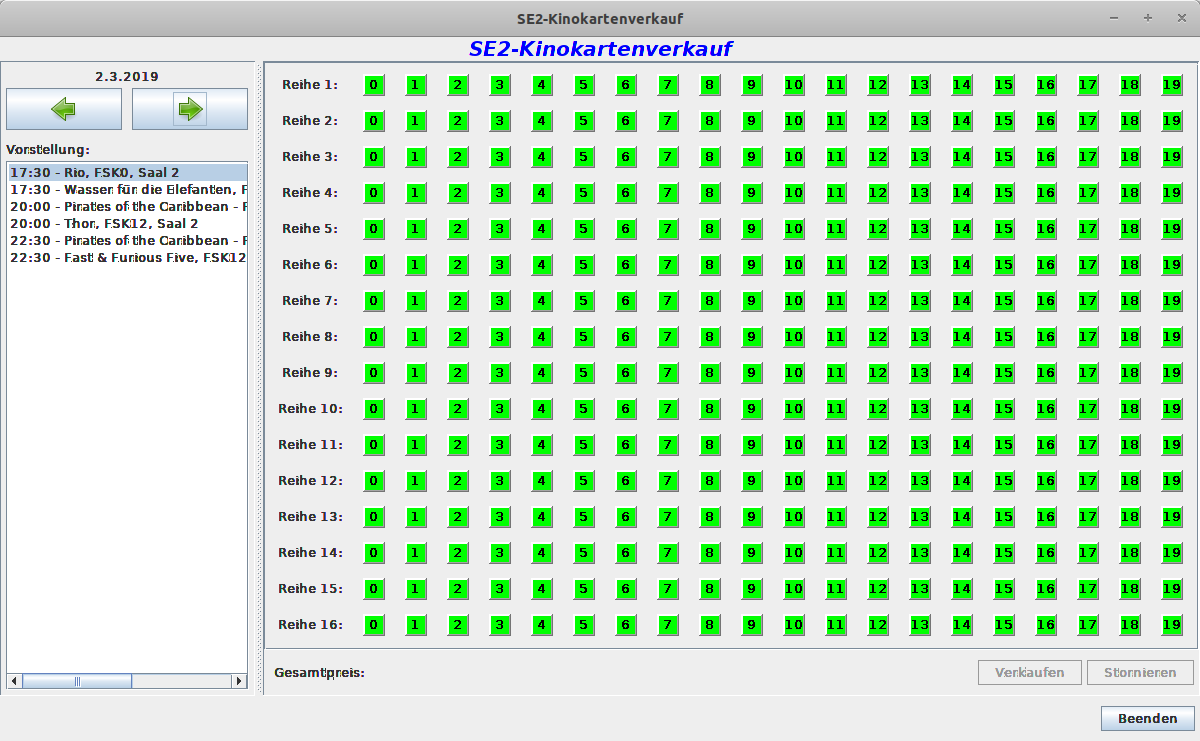 SE2-Kinokartenverkauf
SE2-Kinokartenverkauf
2.3.2019
Vorstellung:
17:30 - Rio, FSK0, Saal 2
17:30 - Wasser für die Elefanten, F
20:00 - Pirates of the Caribbean - F
20:00 - Thor, FSK12, Saal 2
22:30 - Pirates of the Caribbean - F
22:30 - Fast & Furious Five, FSK12
Reihe 1: 0 1 2 3 4 5 6 7 8 9 10 11 12 13 14 15 16 17 18 19
Reihe 2: 0 1 2 3 4 5 6 7 8 9 10 11 12 13 14 15 16 17 18 19
Reihe 3: 0 1 2 3 4 5 6 7 8 9 10 11 12 13 14 15 16 17 18 19
Reihe 4: 0 1 2 3 4 5 6 7 8 9 10 11 12 13 14 15 16 17 18 19
Reihe 5: 0 1 2 3 4 5 6 7 8 9 10 11 12 13 14 15 16 17 18 19
Reihe 6: 0 1 2 3 4 5 6 7 8 9 10 11 12 13 14 15 16 17 18 19
Reihe 7: 0 1 2 3 4 5 6 7 8 9 10 11 12 13 14 15 16 17 18 19
Reihe 8: 0 1 2 3 4 5 6 7 8 9 10 11 12 13 14 15 16 17 18 19
Reihe 9: 0 1 2 3 4 5 6 7 8 9 10 11 12 13 14 15 16 17 18 19
Reihe 10: 0 1 2 3 4 5 6 7 8 9 10 11 12 13 14 15 16 17 18 19
Reihe 11: 0 1 2 3 4 5 6 7 8 9 10 11 12 13 14 15 16 17 18 19
Reihe 12: 0 1 2 3 4 5 6 7 8 9 10 11 12 13 14 15 16 17 18 19
Reihe 13: 0 1 2 3 4 5 6 7 8 9 10 11 12 13 14 15 16 17 18 19
Reihe 14: 0 1 2 3 4 5 6 7 8 9 10 11 12 13 14 15 16 17 18 19
Reihe 15: 0 1 2 3 4 5 6 7 8 9 10 11 12 13 14 15 16 17 18 19
Reihe 16: 0 1 2 3 4 5 6 7 8 9 10 11 12 13 14 15 16 17 18 19
Gesamtpreis:
Verkaufen
Stornieren
Beenden